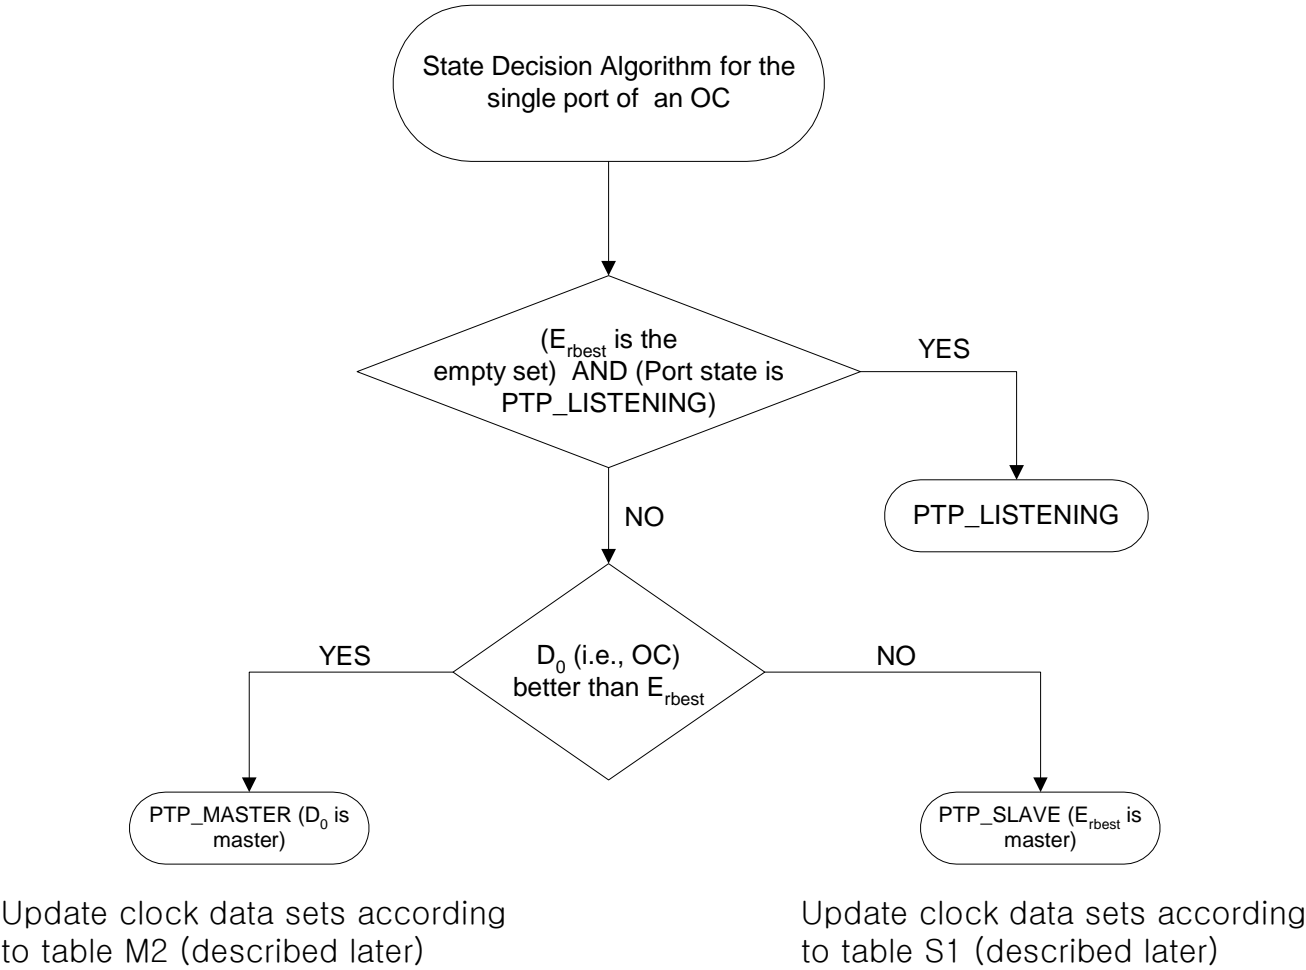 State Decision Algorithm for the
single port of an OC
(Erbest is the
empty set) AND (Port state is
PTP_LISTENING)
YES
PTP_LISTENING
NO
YES
D0 (i.e., OC)
better than Erbest
NO
PTP_MASTER (D0 is
master)
PTP_SLAVE (Erbest is
master)
Update clock data sets according
to table M2 (described later)
Update clock data sets according
to table S1 (described later)